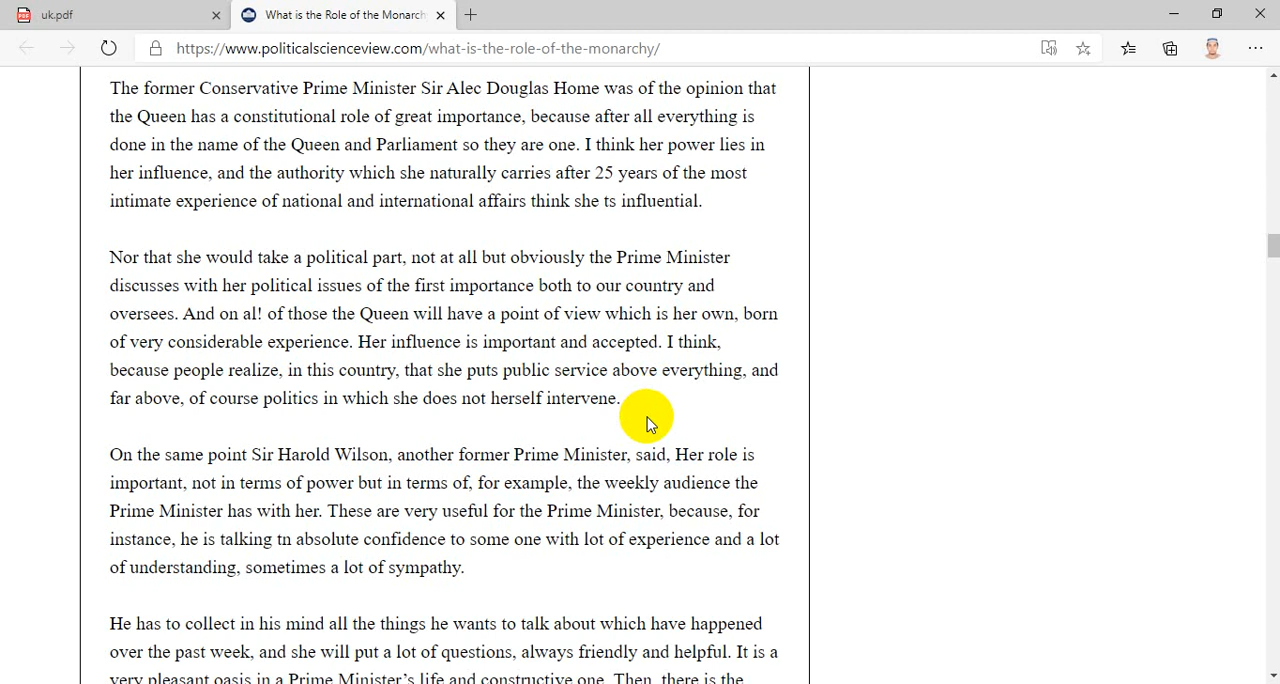 uk.pdf
What is the Role of the Monarch
https://www.politicalscienceview.com/what-is-the-role-of-the-monarchy/
The former Conservative Prime Minister Sir Alec Douglas Home was of the opinion that
the Queen has a constitutional role of great importance, because after all everything is
done in the name of the Queen and Parliament so they are one. I think her power lies in
her influence, and the authority which she naturally carries after 25 years of the most
intimate experience of national and international affairs think she ts influential.
Nor that she would take a political part, not at all but obviously the Prime Minister
discusses with her political issues of the first importance both to our country and
oversees. And on al! of those the Queen will have a point of view which is her own, born
of very considerable experience. Her influence is important and accepted. I think,
because people realize, in this country, that she puts public service above everything, and
far above, of course politics in which she does not herself intervene.
On the same point Sir Harold Wilson, another former Prime Minister, said, Her role is
important, not in terms of power but in terms of, for example, the weekly audience the
Prime Minister has with her. These are very useful for the Prime Minister, because, for
instance, he is talking tn absolute confidence to some one with lot of experience and a lot
of understanding, sometimes a lot of sympathy.
He has to collect in his mind all the things he wants to talk about which have happened
over the past week, and she will put a lot of questions, always friendly and helpful. It is a
very pleasant oasis in a Prime Minister's life and constructive one. Then, there is the